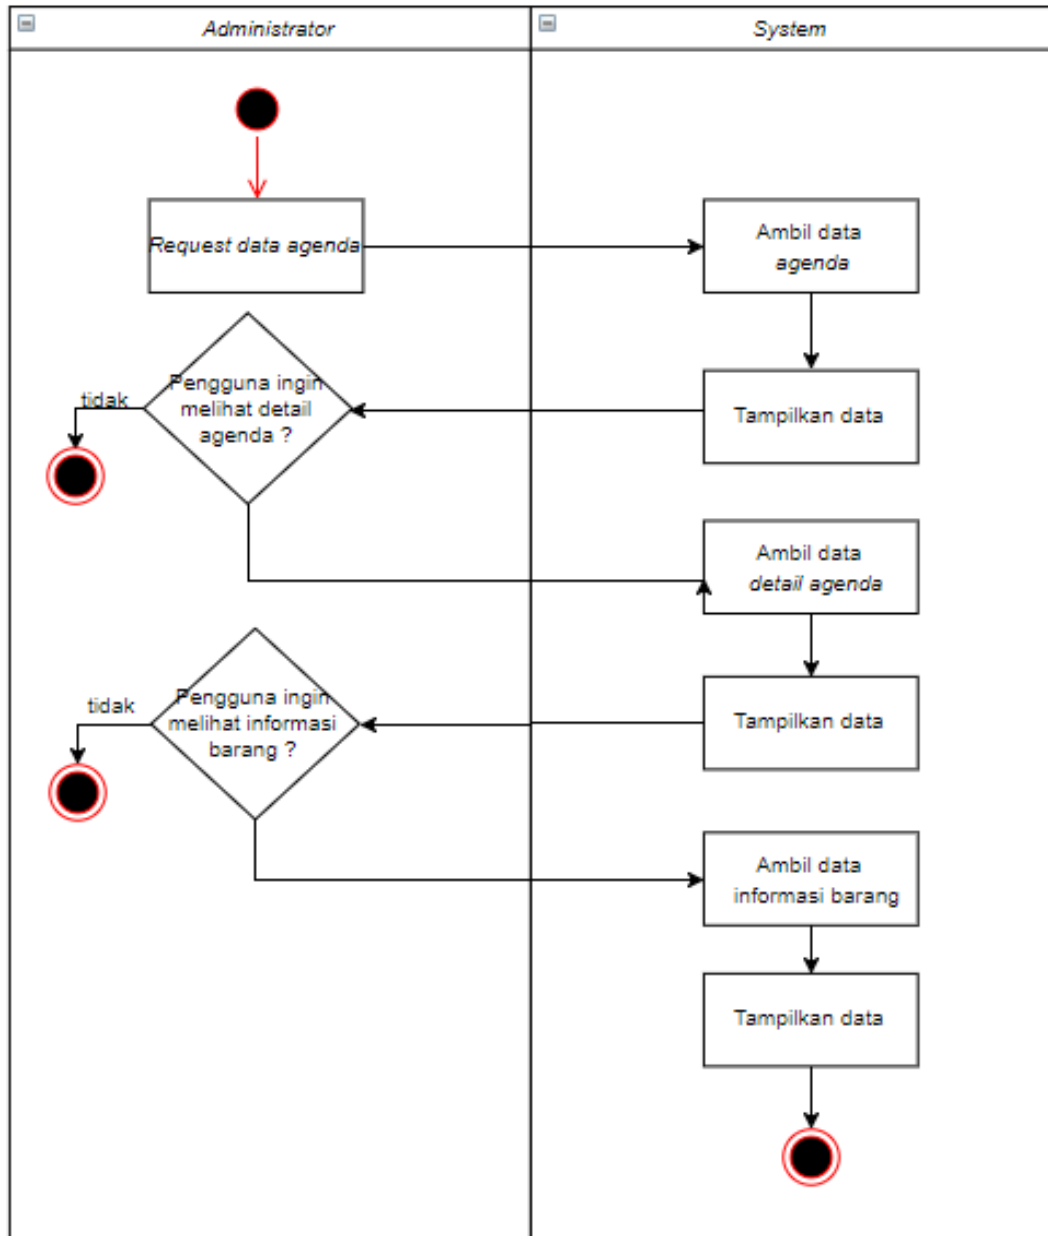 Administrator
System
Request data agenda
Ambil data
agenda
Pengguna ingin
melihat detail
agenda ?
tidak
Tampilkan data
Ambil data
detail agenda
Pengguna ingin
melihat informasi
barang ?
tidak
Tampilkan data
Ambil data
informasi barang
Tampilkan data